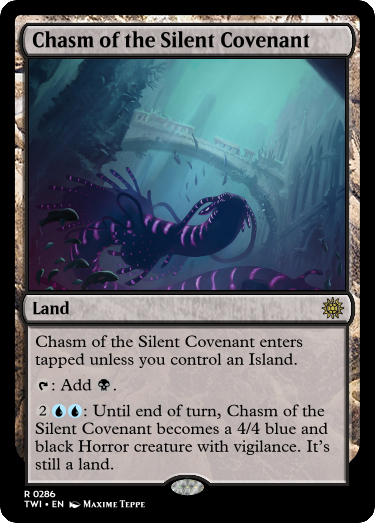 Chasm of the Silent Covenant
Land
Chasm of the Silent Covenant enters
tapped unless you control an Island.
: Add .
2 : Until end of turn, Chasm of the
Silent Covenant becomes a 4/4 blue and
black Horror creature with vigilance. It's
still a land.
R 0286
TWI • EN Maxime Teppe